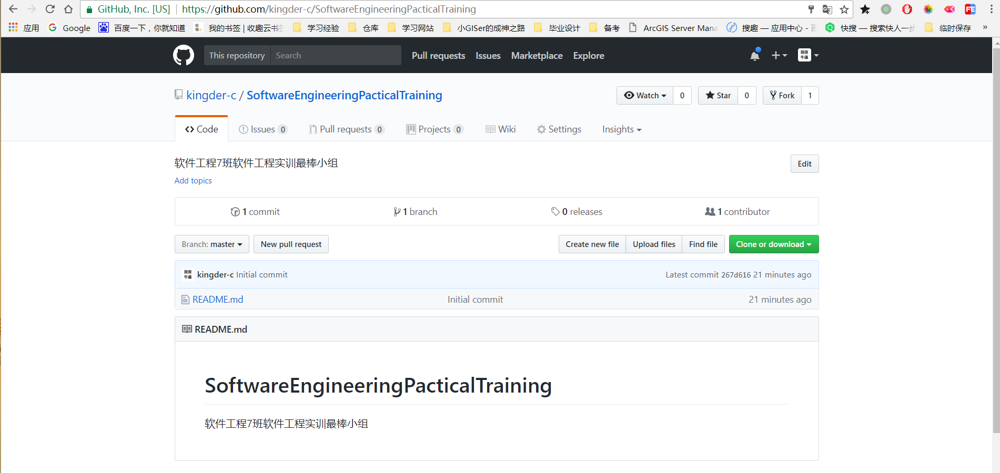 GitHub, Inc. [US] https://github.com/kingder-c/SoftwareEngineeringPacticalTraining
应用 Google 百度一下，你就知道 我的书签 | 收趣云书签 学习经验 仓库 学习网站 小GISer的成神之路 毕业设计 备考 ArcGIS Server Mana 搜趣 — 应用中心 - 快搜 — 搜索快人一步 临时保存 »
This repository Search Pull requests Issues Marketplace Explore 我很牛逼
kingder-c / SoftwareEngineeringPacticalTraining Watch 0 Star 0 Fork 1
Code Issues 0 Pull requests 0 Projects 0 Wiki Settings Insights
软件工程7班软件工程实训最棒小组 Edit
Add topics
1 commit 1 branch 0 releases 1 contributor
Branch: master New pull request Create new file Upload files Find file Clone or download
我很牛逼 kingder-c Initial commit Latest commit 267d616 21 minutes ago
README.md Initial commit 21 minutes ago
README.md
SoftwareEngineeringPacticalTraining
软件工程7班软件工程实训最棒小组